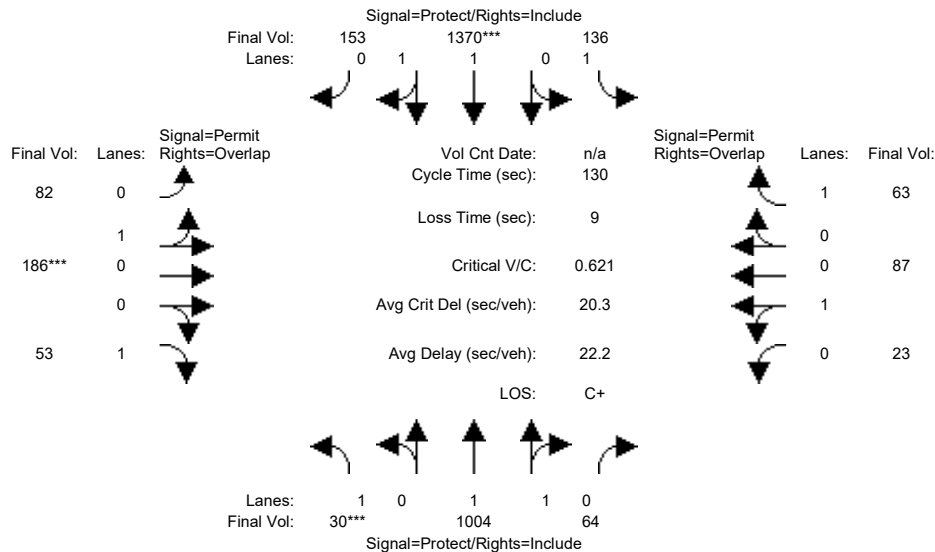 Signal=Protect/Rights=Include
Final Vol: 153 1370*** 136
Lanes: 0 1 1 0 1
Signal=Permit Signal=Permit
Final Vol: Lanes: Rights=Overlap Vol Cnt Date: n/a Rights=Overlap Lanes: Final Vol:
Cycle Time (sec): 130
82 0 1 63
Loss Time (sec): 9
1 0
186*** 0 Critical V/C: 0.621 0 87
0 Avg Crit Del (sec/veh): 20.3 1
53 1 Avg Delay (sec/veh): 22.2 0 23
LOS: C+
Lanes: 1 0 1 1 0
Final Vol: 30*** 1004 64
Signal=Protect/Rights=Include